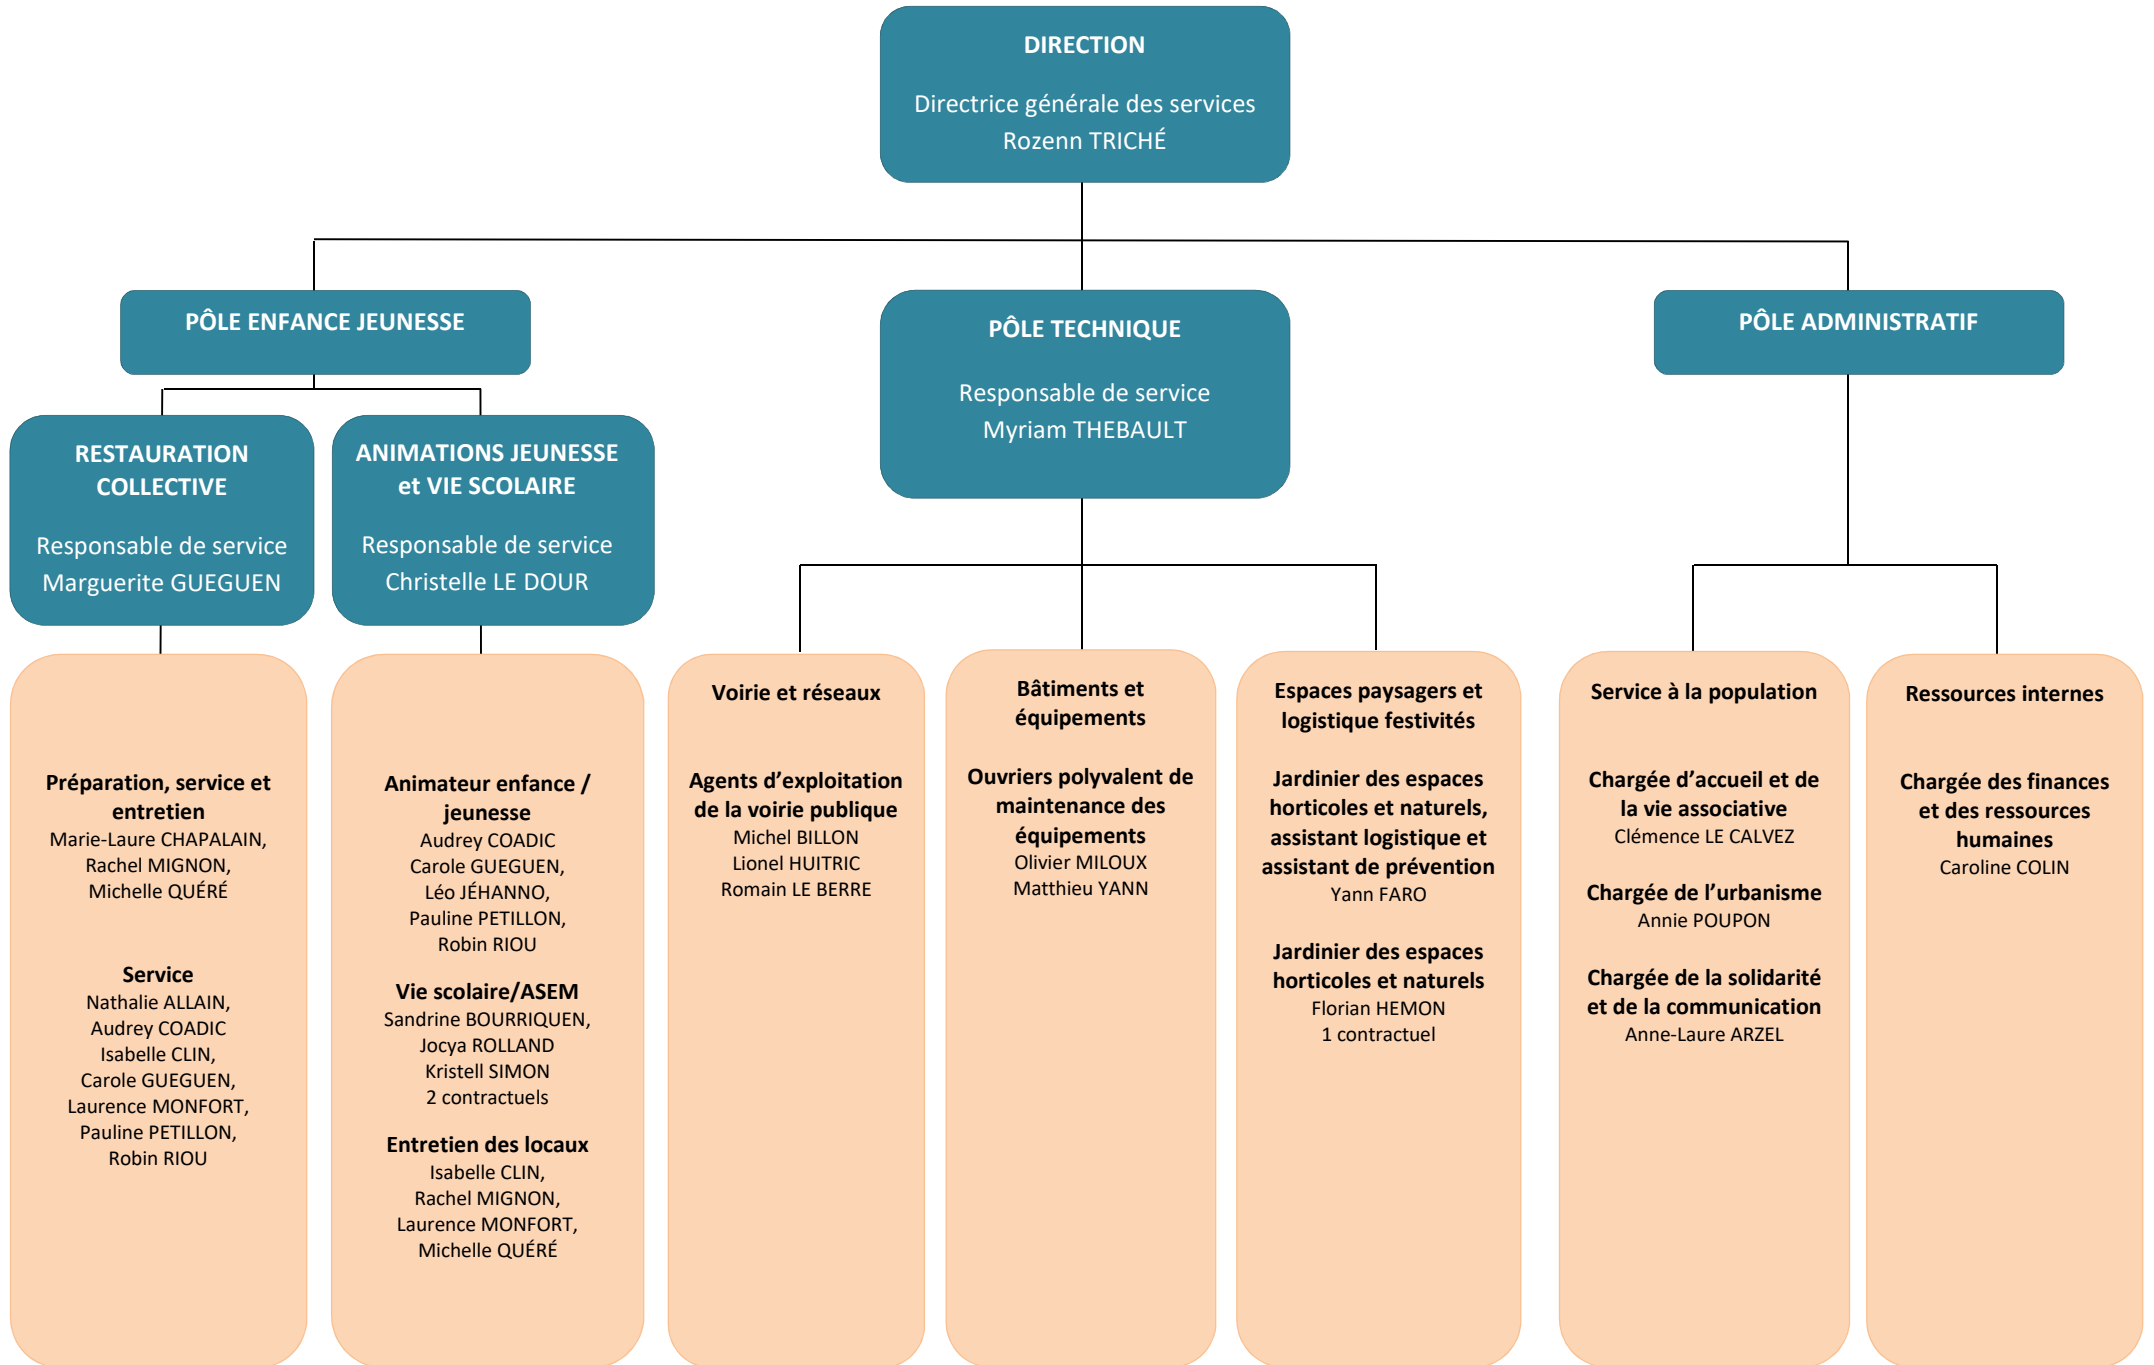 DIRECTION
Directrice générale des services
Rozenn TRICHÉ
PÔLE ENFANCE JEUNESSE
PÔLE TECHNIQUE
Responsable de service
Myriam THEBAULT
PÔLE ADMINISTRATIF
RESTAURATION
COLLECTIVE
Responsable de service
Marguerite GUEGUEN
ANIMATIONS JEUNESSE
et VIE SCOLAIRE
Responsable de service
Christelle LE DOUR
Préparation, service et
entretien
Marie-Laure CHAPALAIN,
Rachel MIGNON,
Michelle QUÉRÉ
Service
Nathalie ALLAIN,
Audrey COADIC
Isabelle CLIN,
Carole GUEGUEN,
Laurence MONFORT,
Pauline PETILLON,
Robin RIOU
Animateur enfance /
jeunesse
Audrey COADIC
Carole GUEGUEN,
Léo JÉHANNO,
Pauline PETILLON,
Robin RIOU
Vie scolaire/ASEM
Sandrine BOURRIQUEN,
Jocya ROLLAND
Kristell SIMON
2 contractuels
Entretien des locaux
Isabelle CLIN,
Rachel MIGNON,
Laurence MONFORT,
Michelle QUÉRÉ
Voirie et réseaux
Agents d’exploitation
de la voirie publique
Michel BILLON
Lionel HUITRIC
Romain LE BERRE
Bâtiments et
équipements
Ouvriers polyvalent de
maintenance des
équipements
Olivier MILOUX
Matthieu YANN
Espaces paysagers et
logistique festivités
Jardinier des espaces
horticoles et naturels,
assistant logistique et
assistant de prévention
Yann FARO
Jardinier des espaces
horticoles et naturels
Florian HEMON
1 contractuel
Service à la population
Chargée d’accueil et de
la vie associative
Clémence LE CALVEZ
Chargée de l’urbanisme
Annie POUPON
Chargée de la solidarité
et de la communication
Anne-Laure ARZEL
Ressources internes
Chargée des finances
et des ressources
humaines
Caroline COLIN